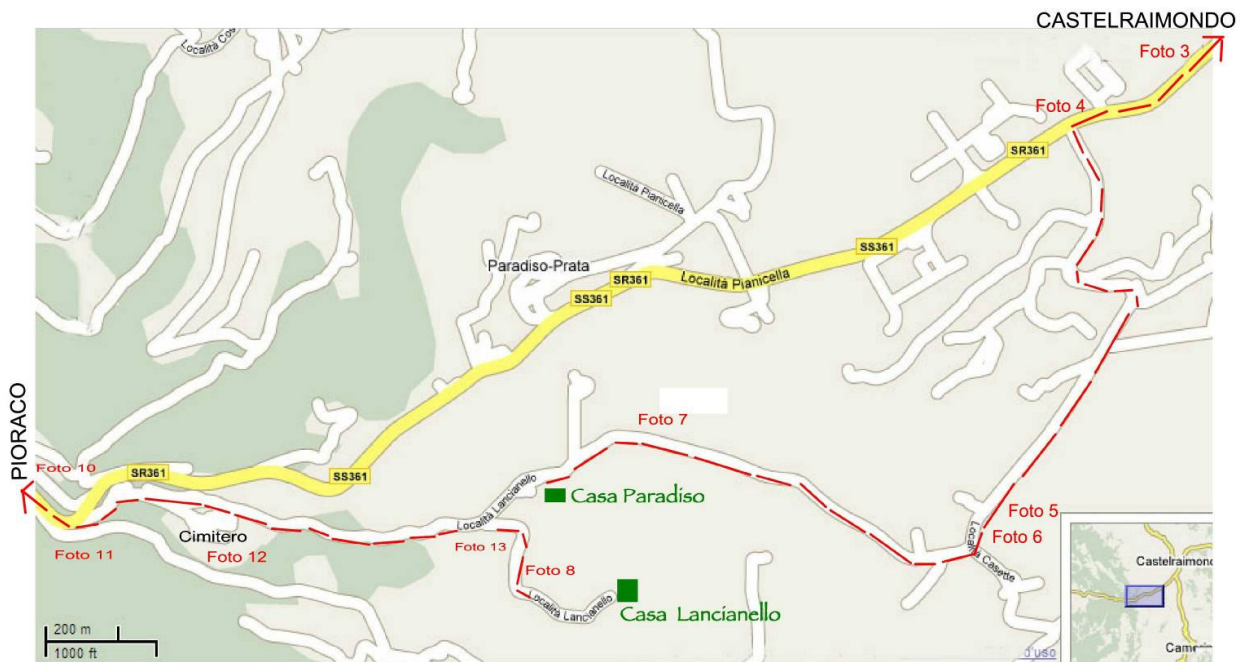 CASTELRAIMONDO
Foto 3
Località Cos
Foto 4
SR361
Località Pianicella
SS361
Paradiso-Prata
SR361
Località Pianicella
SS361
PIORACO
Foto 7
Foto 10
SR361
SS361
Località Lancianello
Casa Paradiso
Foto 5
Cimitero
Foto 6
Foto 11
Foto 12
Foto 13
Località Casette
Foto 8
Castelraimond
Località Lancianello
Casa Lancianello
200 m
1000 ft
d'uso
Camerin